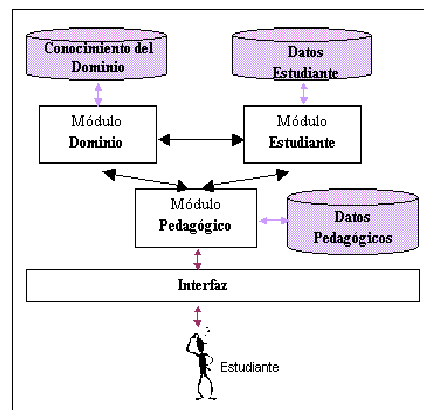 Conocimiento del
Dominio
Datos
Estudiante
Módulo
Dominio
Módulo
Estudiante
Módulo
Pedagógico
Datos
Pedagógicos
Interfaz
Estudiante